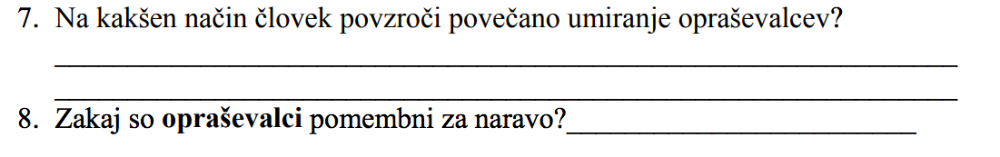 7. Na kakšen način človek povzroči povečano umiranje opraševalcev?
8. Zakaj so opraševalci pomembni za naravo?